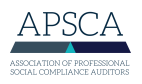 APSCA
ASSOCIATION OF PROFESSIONAL
SOCIAL COMPLIANCE AUDITORS